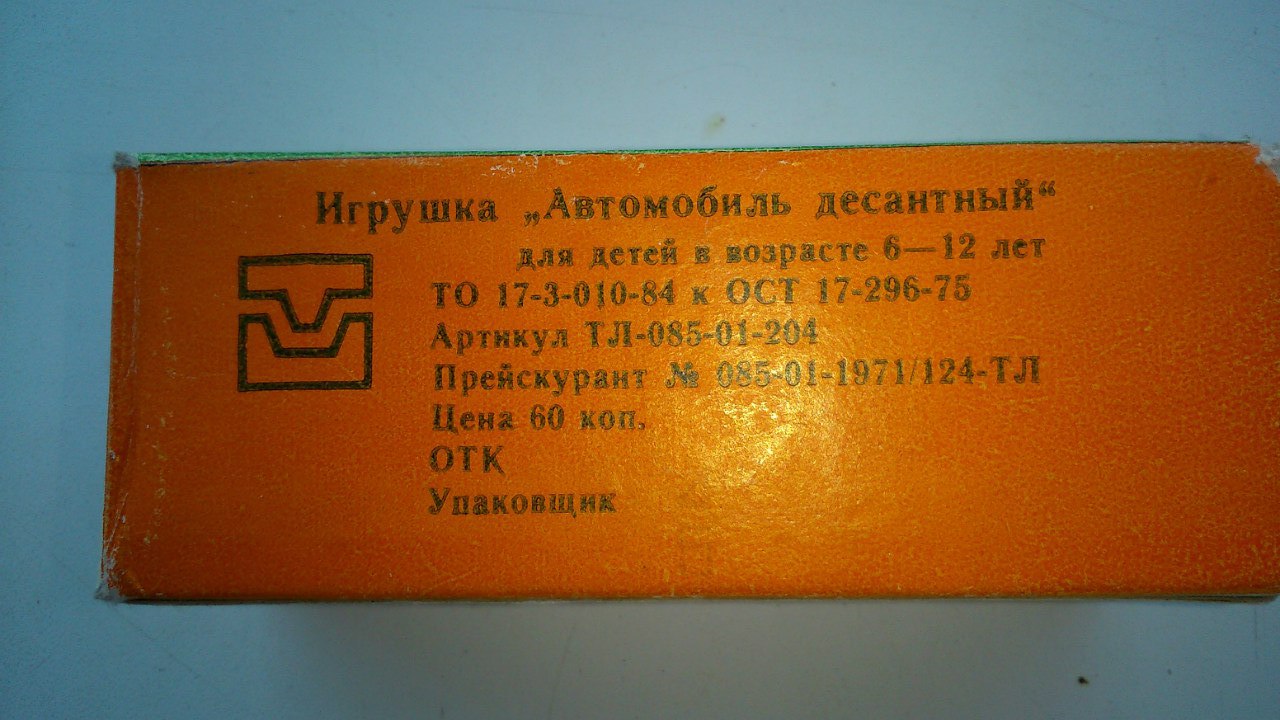 Игрушка „Автомобиль десантный“
для детей в возрасте 6—12 лет
ТО 17-3-010-84 к ОСТ 17-296-75
Артикул ТЛ-085-01-204
Прейскурант № 085-01-1971/124-ТЛ
Цена 60 коп.
ОТК
Упаковщик